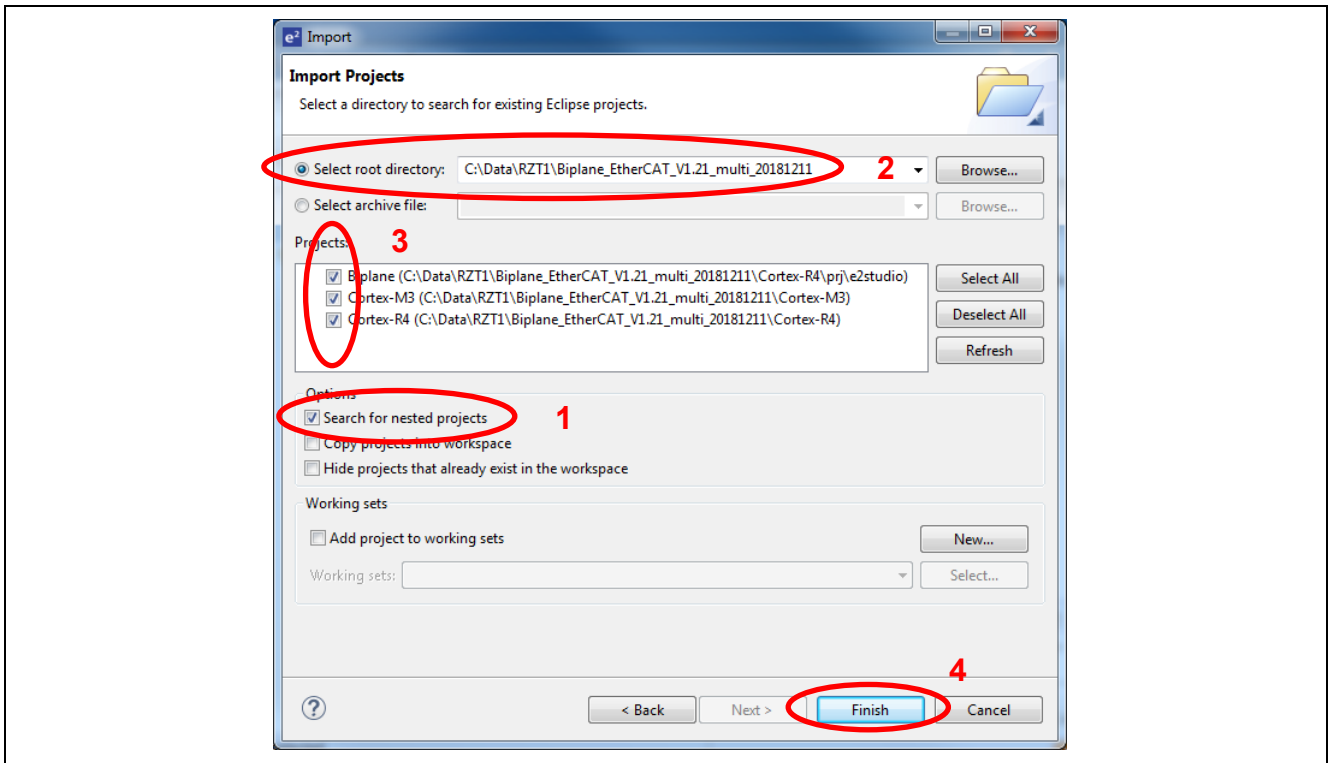 e² Import
Import Projects
Select a directory to search for existing Eclipse projects.
Select root directory: C:\Data\RZT1\Biplane_EtherCAT_V1.21_multi_20181211 2 Browse...
Select archive file: Browse...
Projects: 3
Biplane (C:\Data\RZT1\Biplane_EtherCAT_V1.21_multi_20181211\Cortex-R4\prj\e2studio) Select All
Cortex-M3 (C:\Data\RZT1\Biplane_EtherCAT_V1.21_multi_20181211\Cortex-M3)
Cortex-R4 (C:\Data\RZT1\Biplane_EtherCAT_V1.21_multi_20181211\Cortex-R4)
Deselect All
Refresh
Options
Search for nested projects 1
Copy projects into workspace
Hide projects that already exist in the workspace
Working sets
Add project to working sets New...
Working sets: Select...
4
? < Back Next > Finish Cancel